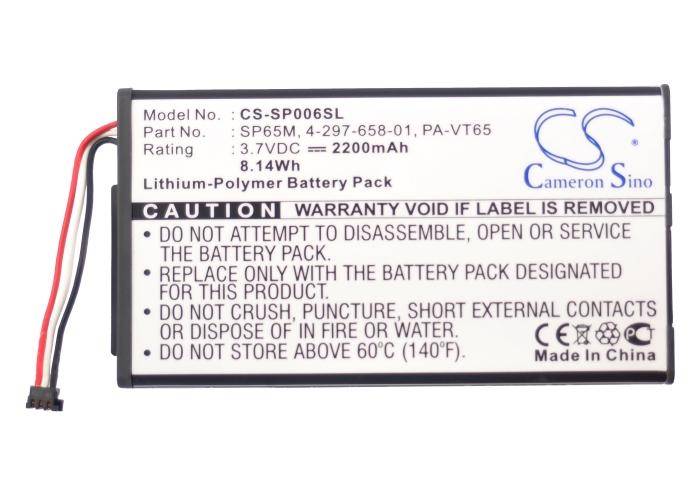 Model No. : CS-SP006SL
Part No. : SP65M, 4-297-658-01, PA-VT65
Rating : 3.7VDC ⎓ 2200mAh
8.14Wh
Lithium-Polymer Battery Pack
CS
Cameron Sino
CAUTION WARRANTY VOID IF LABEL IS REMOVED
• DO NOT ATTEMPT TO DISASSEMBLE, OPEN OR SERVICE
THE BATTERY PACK.
• REPLACE ONLY WITH THE BATTERY PACK DESIGNATED
FOR THIS PRODUCT.
• DO NOT CRUSH, PUNCTURE, SHORT EXTERNAL CONTACTS
OR DISPOSE OF IN FIRE OR WATER.
• DO NOT STORE ABOVE 60°C (140°F)
CE
Made In China